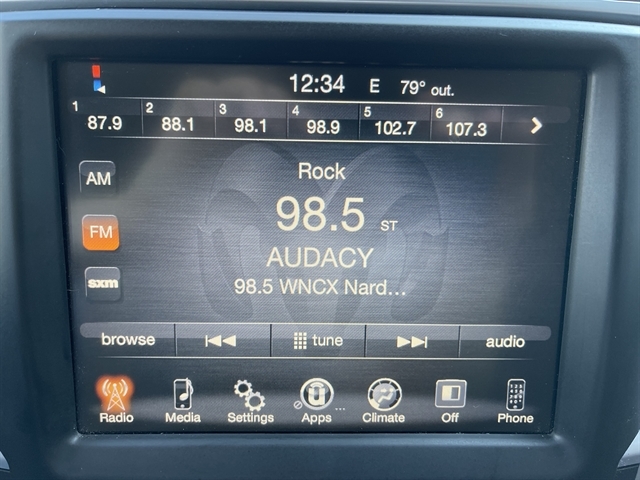 12:34 E 79° out.
1 2 3 4 5 6
87.9 88.1 98.1 98.9 102.7 107.3
Rock
AM
98.5 ST
FM
AUDACY
98.5 WNCX Nard...
sxm
browse tune audio
Radio Media Settings Apps ... Climate Off Phone